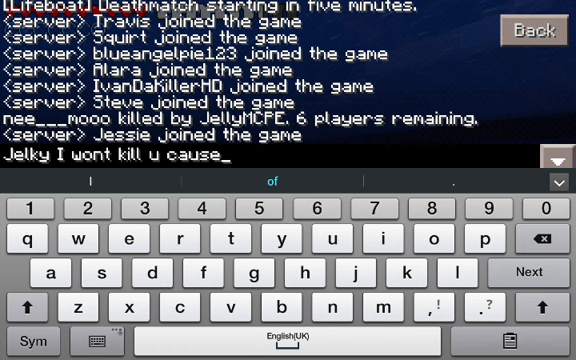 [Lifeboat] Deathmatch starting in five minutes.
<server> Travis joined the game
<server> Squirt joined the game
<server> blueangelpie123 joined the game
<server> Alara joined the game
<server> IvanDaKillerHD joined the game
<server> Steve joined the game
nee___mooo killed by JellyMCPE. 6 players remaining.
<server> Jessie joined the game
Back
Jelky I wont kill u cause_
I of .
1 2 3 4 5 6 7 8 9 0
q w e r t y u i o p
a s d f g h j k l Next
z x c v b n m ,! .?
Sym English(UK)